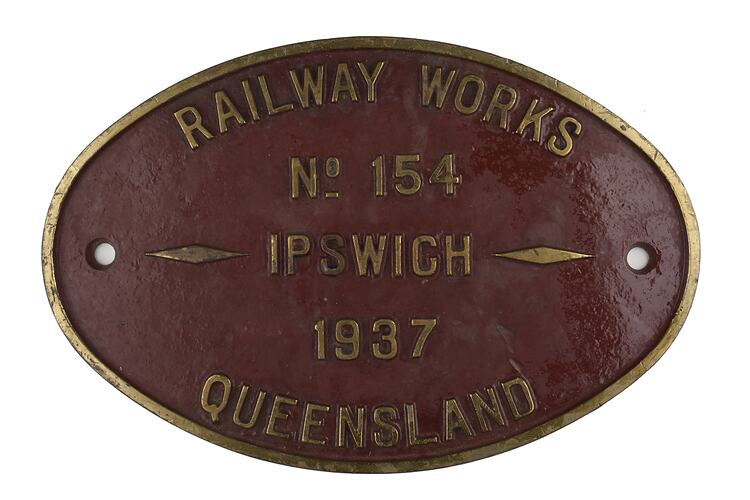 RAILWAY WORKS
Nº 154
IPSWICH
1937
QUEENSLAND